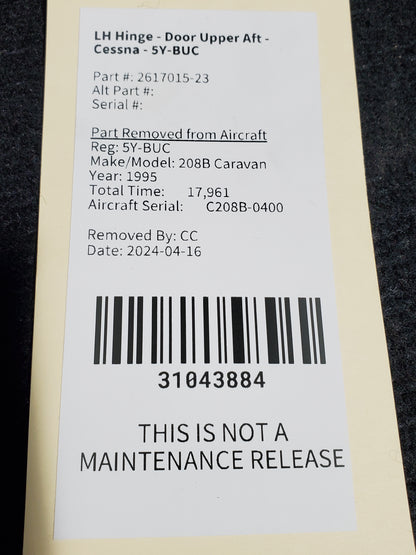 LH Hinge - Door Upper Aft -
Cessna - 5Y-BUC
Part #: 2617015-23
Alt Part #:
Serial #:
Part Removed from Aircraft
Reg: 5Y-BUC
Make/Model: 208B Caravan
Year: 1995
Total Time: 17,961
Aircraft Serial: C208B-0400
Removed By: CC
Date: 2024-04-16
31043884
THIS IS NOT A
MAINTENANCE RELEASE